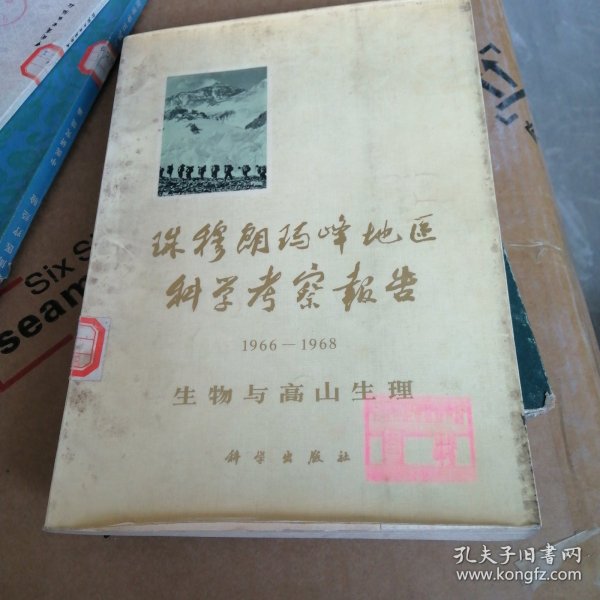 珠穆朗玛峰地区
科学考察报告
1966—1968
生物与高山生理
科学出版社
Six Si
seam
孔夫子旧书网
www.kongfz.com